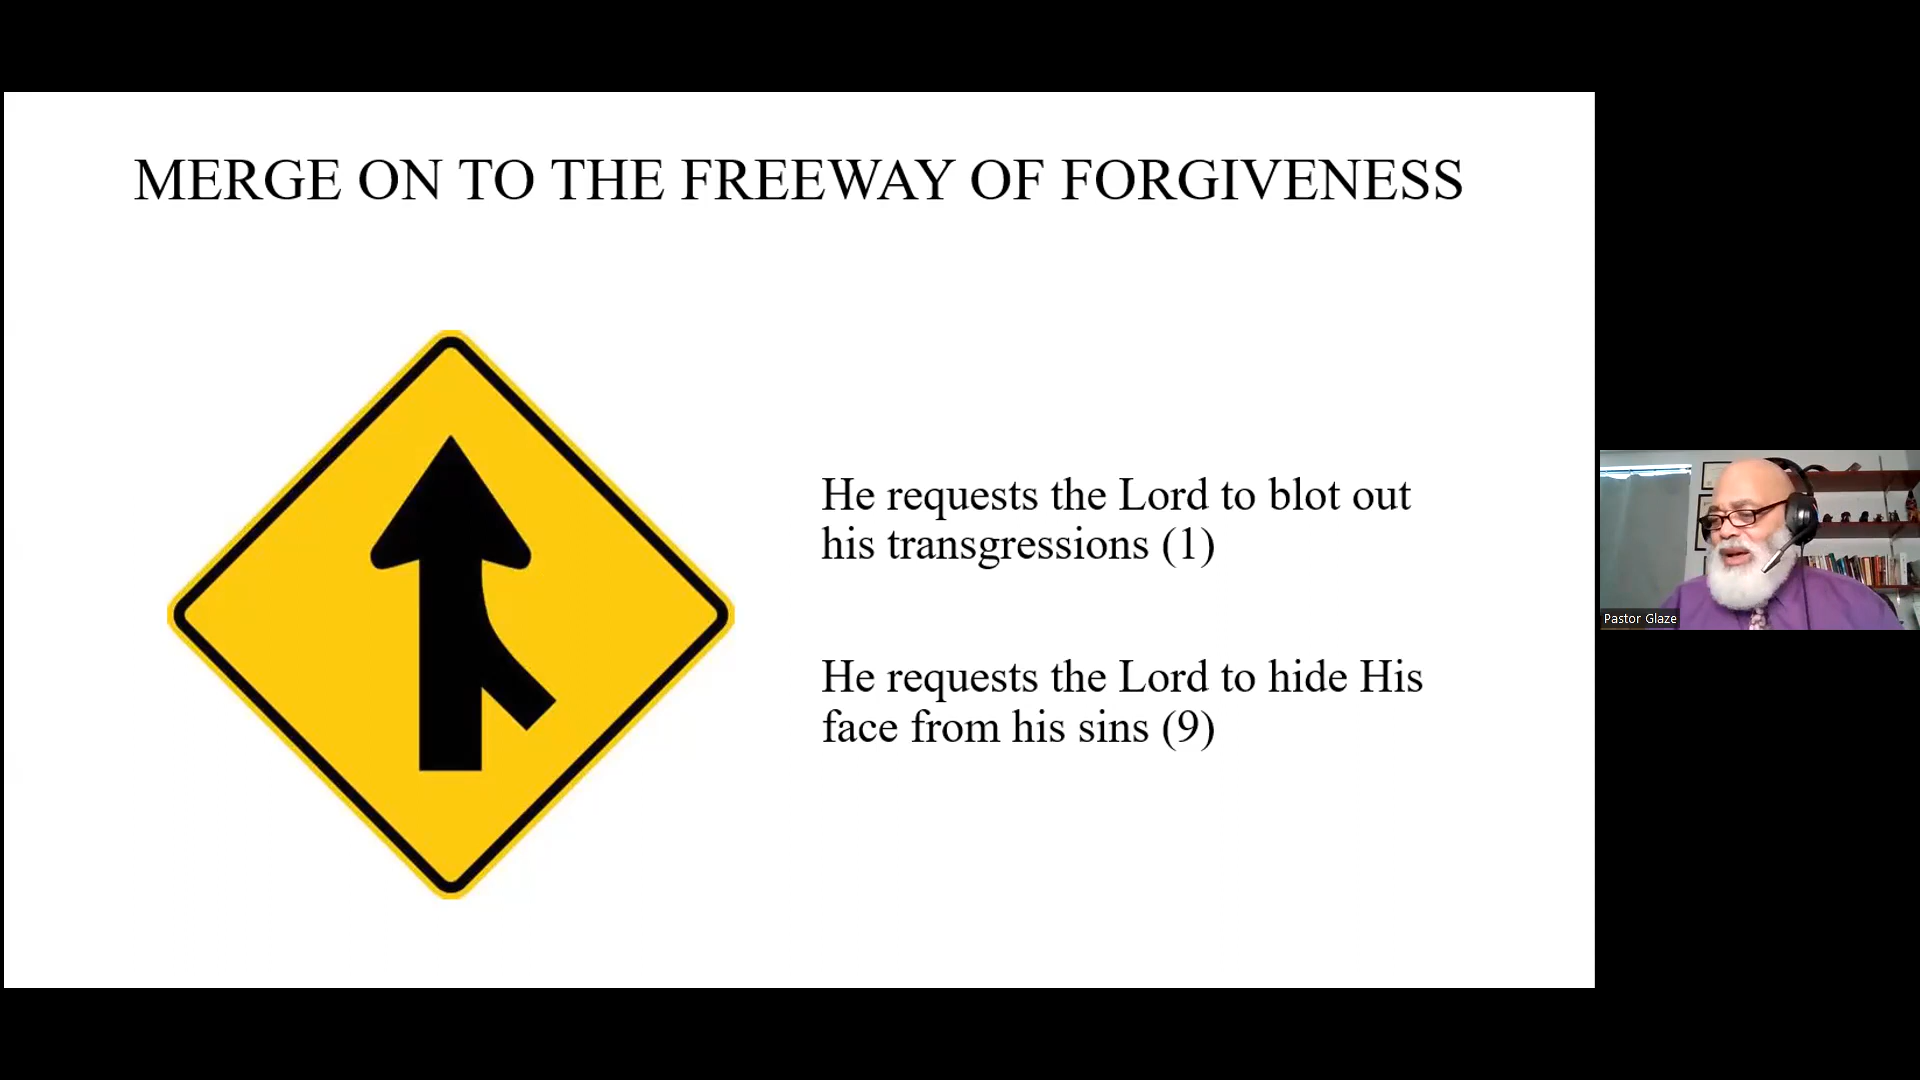 MERGE ON TO THE FREEWAY OF FORGIVENESS
He requests the Lord to blot out
his transgressions (1)
He requests the Lord to hide His
face from his sins (9)
Pastor Glaze